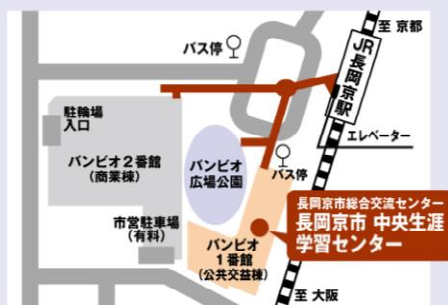 至 京都
バス停
JR長岡京駅
駐輪場
入口
エレベーター
バンビオ2番館
(商業棟)
バンビオ
広場公園
バス停
長岡京市総合交流センター
長岡京市 中央生涯
学習センター
市営駐車場
(有料)
バンビオ
1番館
(公共交益棟)
至 大阪